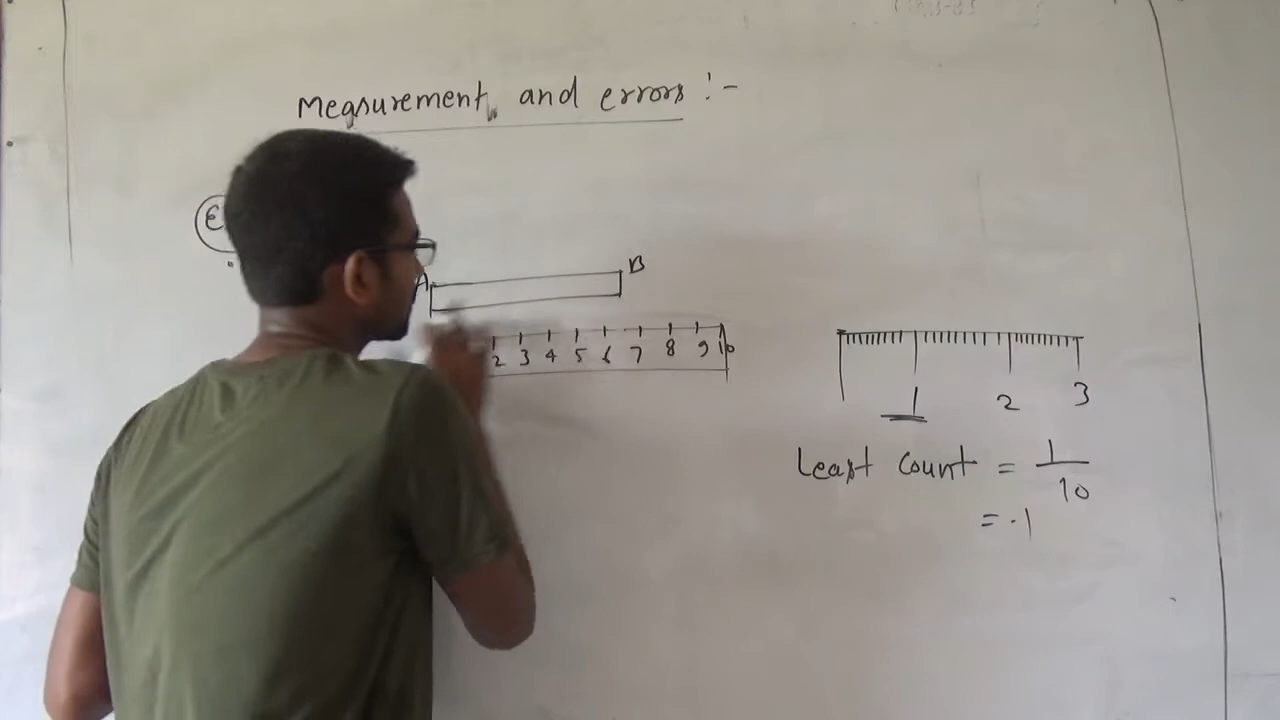 Measurement and errors :-
A B
2 3 4 5 6 7 8 9 10
1 2 3
Least count = 1/10
= .1